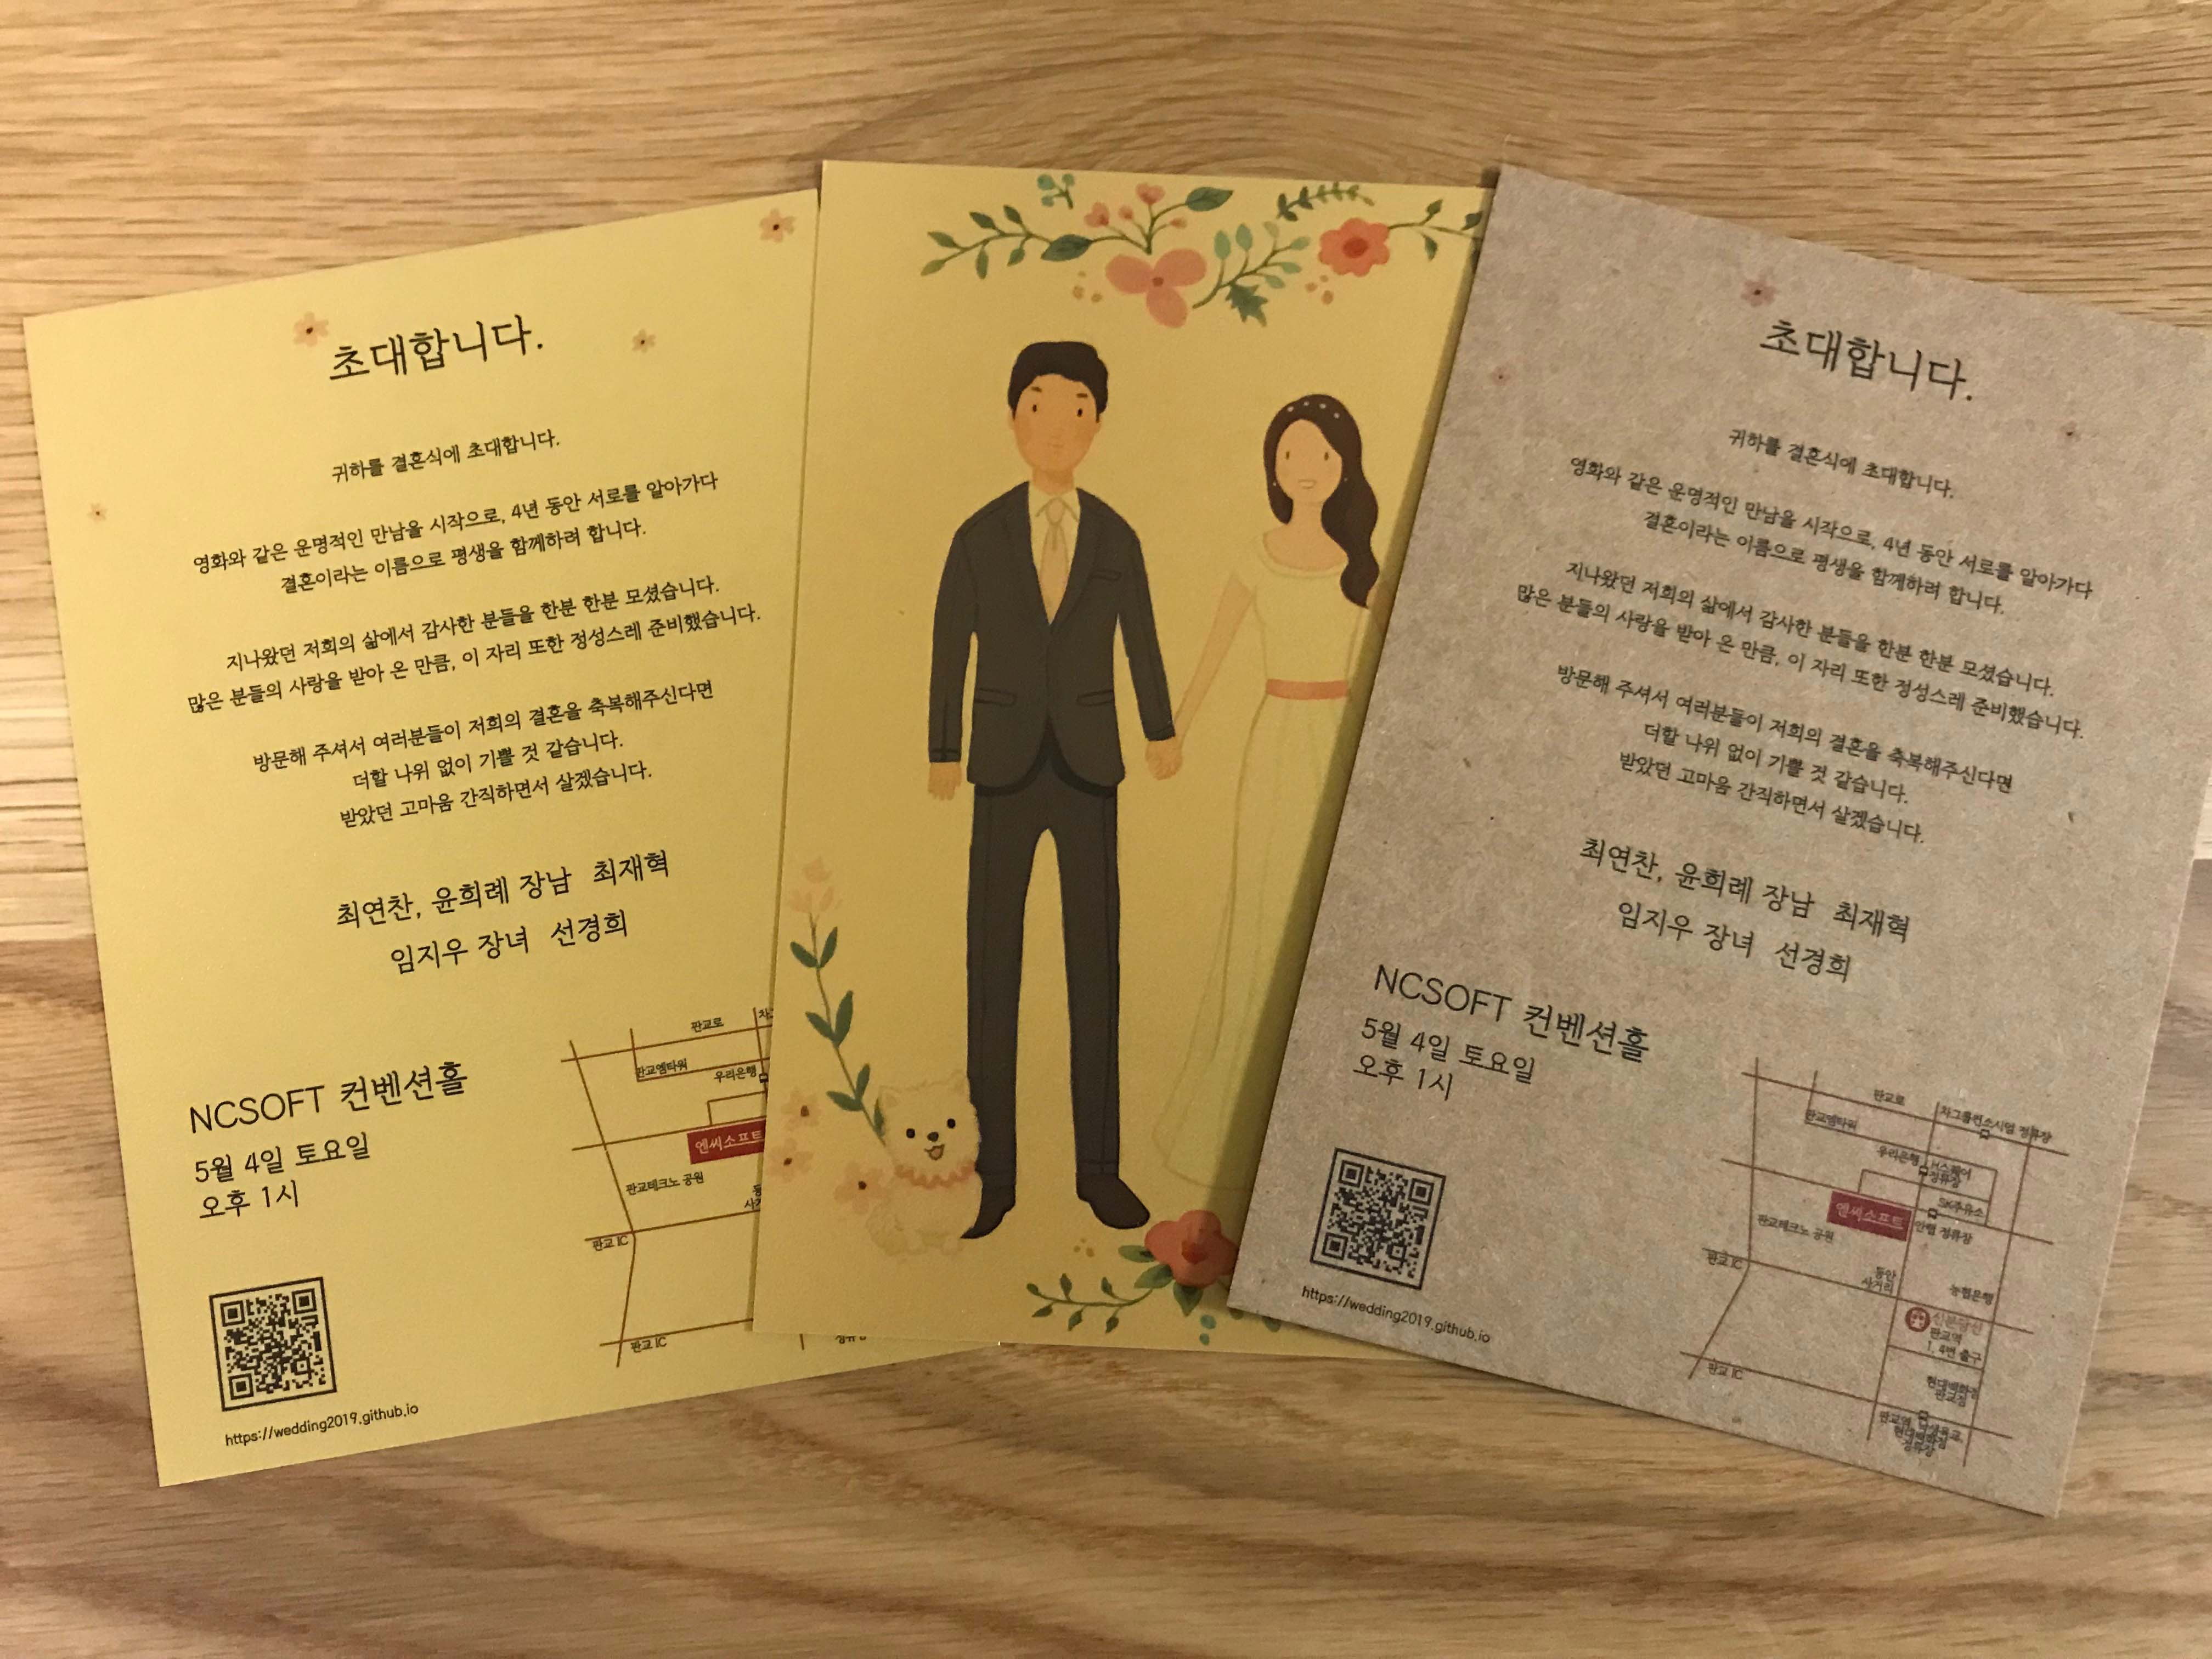 초대합니다.
귀하를 결혼식에 초대합니다.
영화와 같은 운명적인 만남을 시작으로, 4년 동안 서로를 알아가다
결혼이라는 이름으로 평생을 함께하려 합니다.
지나왔던 저희의 삶에서 감사한 분들을 한분 한분 모셨습니다.
많은 분들의 사랑을 받아 온 만큼, 이 자리 또한 정성스레 준비했습니다.
방문해 주셔서 여러분들이 저희의 결혼을 축복해주신다면
더할 나위 없이 기쁠 것 같습니다.
받았던 고마움 간직하면서 살겠습니다.
최연찬, 윤희례 장남 최재혁
임지우 장녀 선경희
NCSOFT 컨벤션홀
5월 4일 토요일
오후 1시
https://wedding2019.github.io
판교로
판교엠타워
우리은행
엔씨소프트
판교테크노 공원
판교 IC
판교 IC
초대합니다.
귀하를 결혼식에 초대합니다.
영화와 같은 운명적인 만남을 시작으로, 4년 동안 서로를 알아가다
결혼이라는 이름으로 평생을 함께하려 합니다.
지나왔던 저희의 삶에서 감사한 분들을 한분 한분 모셨습니다.
많은 분들의 사랑을 받아 온 만큼, 이 자리 또한 정성스레 준비했습니다.
방문해 주셔서 여러분들이 저희의 결혼을 축복해주신다면
더할 나위 없이 기쁠 것 같습니다.
받았던 고마움 간직하면서 살겠습니다.
최연찬, 윤희례 장남 최재혁
임지우 장녀 선경희
NCSOFT 컨벤션홀
5월 4일 토요일
오후 1시
https://wedding2019.github.io
판교로
차그룹컨소시엄 정류장
판교엠타워
우리은행
H스퀘어
정류장
SK주유소
엔씨소프트
안랩 정류장
판교테크노 공원
판교 IC
동안
사거리
농협은행
신분당선
판교역
1, 4번 출구
판교 IC
현대백화점
판교점